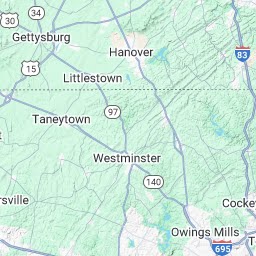 30
34
Gettysburg
Hanover
83
15
Littlestown
97
Taneytown
Westminster
140
rsville
Cockey
Owings Mills
695
T